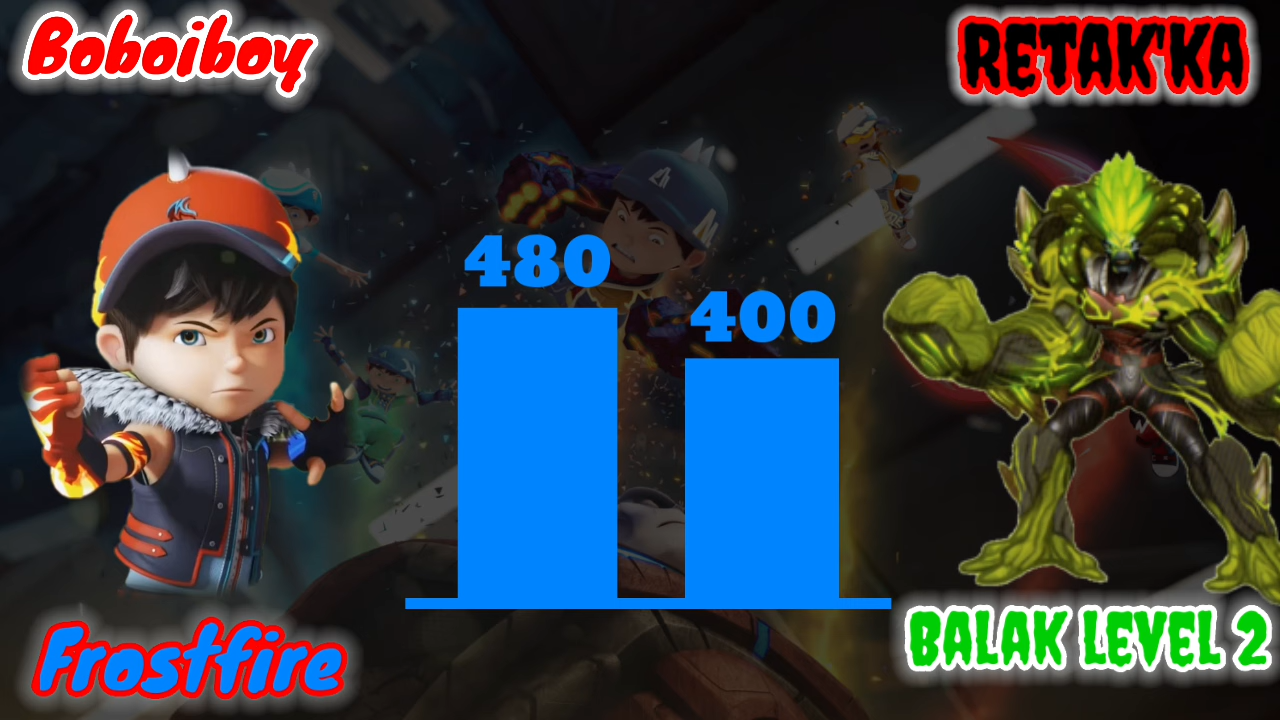 Boboiboy
RETAK'KA
480
400
Frostfire
BALAK LEVEL 2